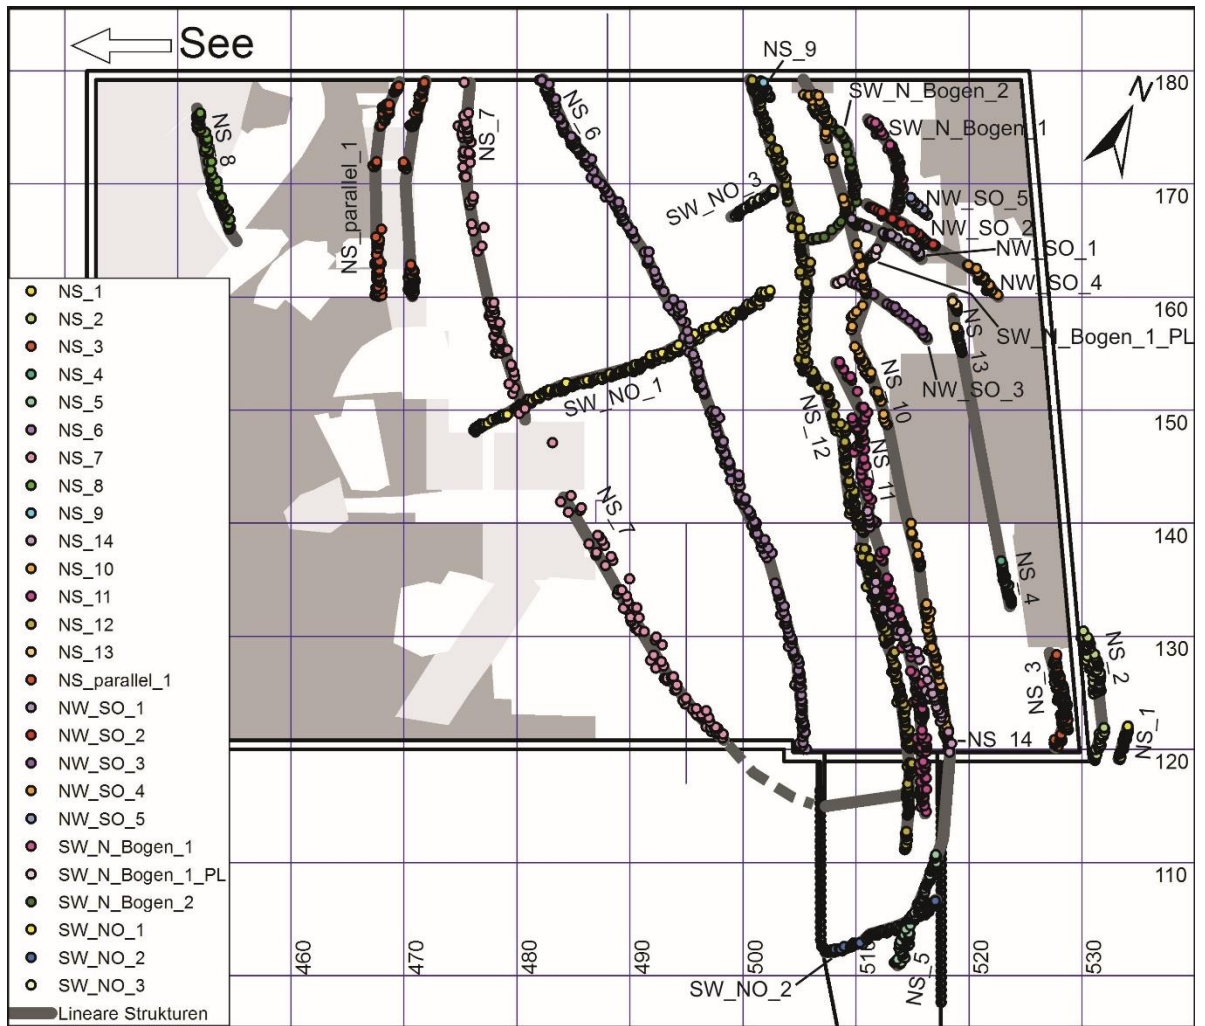 See
N
NS_9
SW_N_Bogen_2
SW_N_Bogen_1
180
NS_8
NS_parallel_1
NS_7
NS_6
SW_NO_3
170
NW_SO_5
NW_SO_2
NW_SO_1
NW_SO_4
SW_N_Bogen_1_PL
160
NS_13
NW_SO_3
NS_10
SW_NO_1
NS_12
150
NS_11
NS_7
140
NS_4
130
NS_3
NS_2
NS_1
NS_14
120
110
460
470
480
490
500
510
520
530
NS_5
SW_NO_2
NS_1
NS_2
NS_3
NS_4
NS_5
NS_6
NS_7
NS_8
NS_9
NS_14
NS_10
NS_11
NS_12
NS_13
NS_parallel_1
NW_SO_1
NW_SO_2
NW_SO_3
NW_SO_4
NW_SO_5
SW_N_Bogen_1
SW_N_Bogen_1_PL
SW_N_Bogen_2
SW_NO_1
SW_NO_2
SW_NO_3
Lineare Strukturen